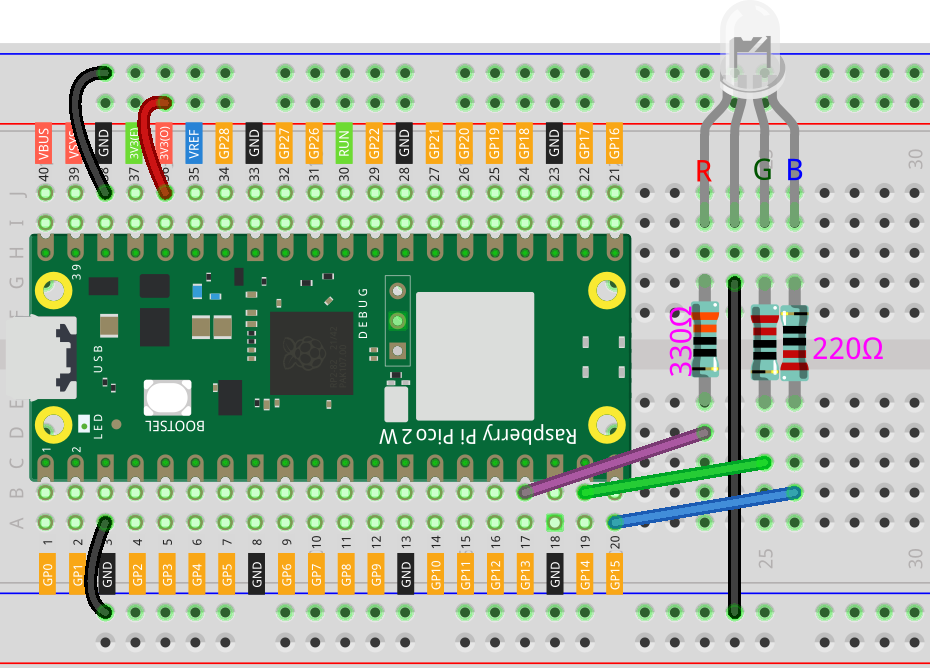 R G B
30
VBUS VSYS GND 3V3(E) 3V3(O) VREF GP28 GND GP27 GP26 RUN GP22 GND GP21 GP20 GP19 GP18 GND GP17 GP16
40 39 38 37 36 35 34 33 32 31 30 29 28 27 26 25 24 23 22 21
J
I
H
G
F
39
DEBUG
USB
330Ω
220Ω
BOOTSEL
LED
Raspberry Pi Pico 2 W
1 2
E
D
C
B
A
1 2 3 4 5 6 7 8 9 10 11 12 13 14 15 16 17 18 19 20
25 30
GP0 GP1 GND GP2 GP3 GP4 GP5 GND GP6 GP7 GP8 GP9 GND GP10 GP11 GP12 GP13 GND GP14 GP15